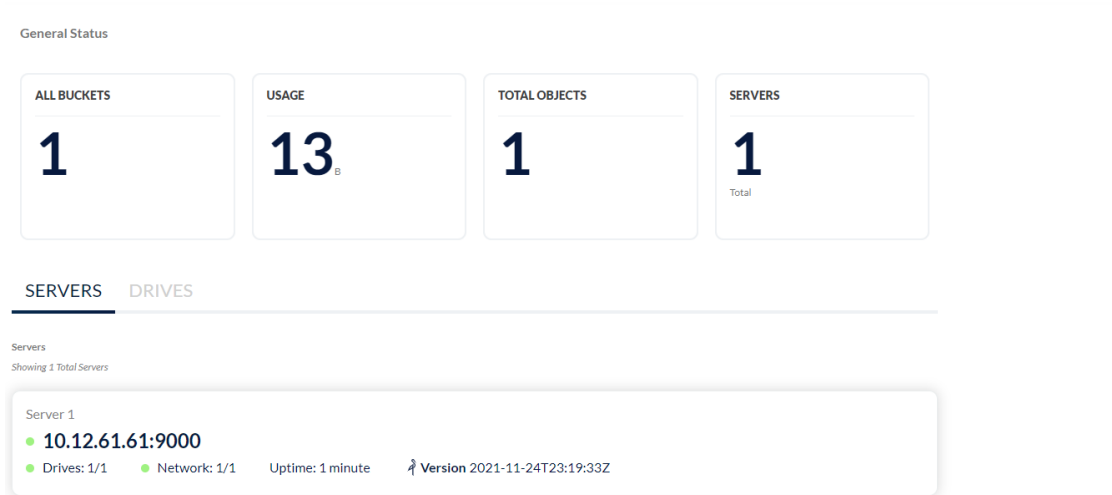 General Status
ALL BUCKETS
1
USAGE
13 B
TOTAL OBJECTS
1
SERVERS
1
Total
SERVERS DRIVES
Servers
Showing 1 Total Servers
Server 1
10.12.61.61:9000
Drives: 1/1 Network: 1/1 Uptime: 1 minute Version 2021-11-24T23:19:33Z